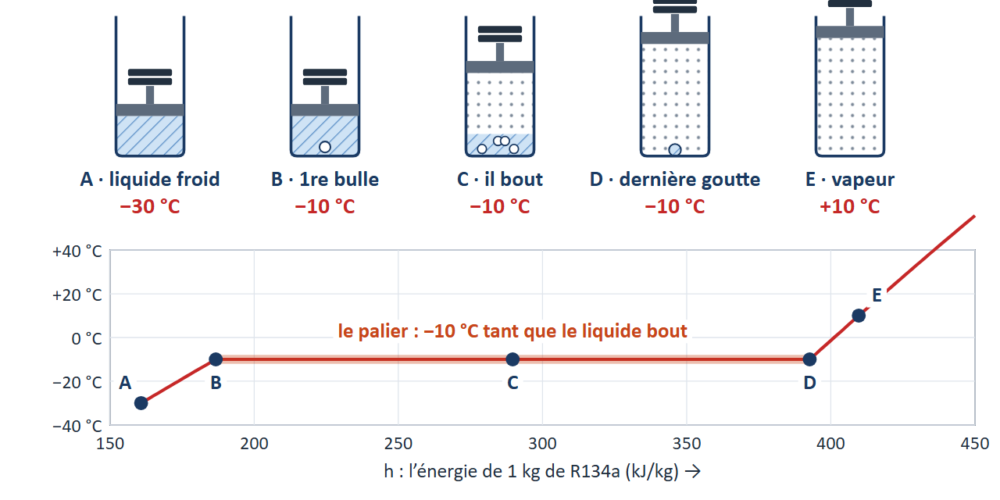 A · liquide froid
−30 °C
B · 1re bulle
−10 °C
C · il bout
−10 °C
D · dernière goutte
−10 °C
E · vapeur
+10 °C
+40 °C
+20 °C
0 °C
−20 °C
−40 °C
le palier : −10 °C tant que le liquide bout
A
B
C
D
E
150
200
250
300
350
400
450
h : l’énergie de 1 kg de R134a (kJ/kg) →